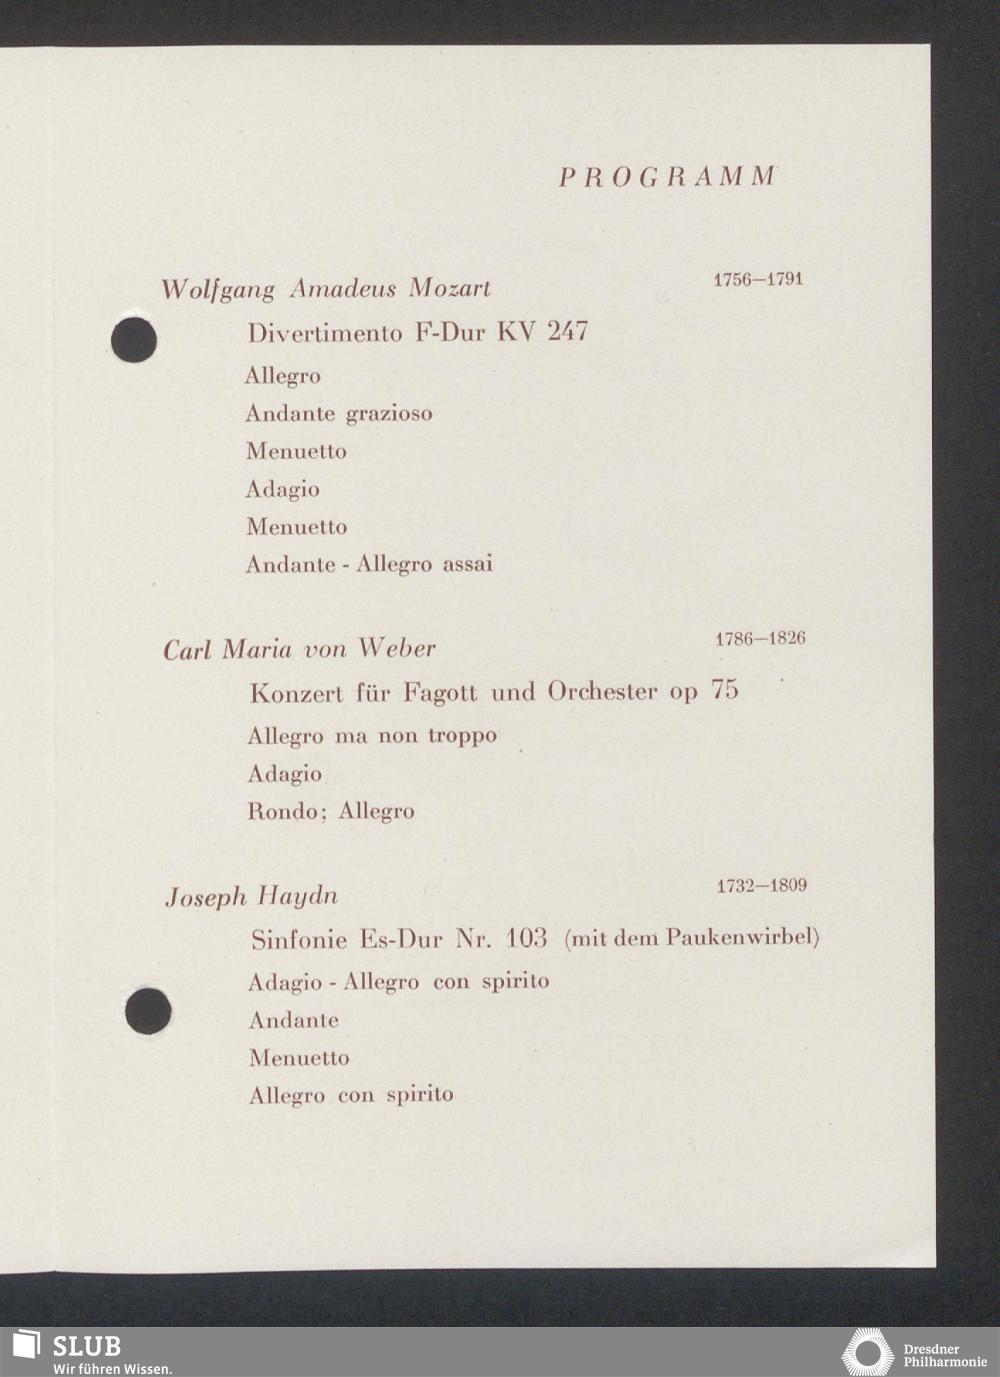 PROGRAMM
Wolfgang Amadeus Mozart 1756—1791
Divertimento F-Dur KV 247
Allegro
Andante grazioso
Menuetto
Adagio
Menuetto
Andante - Allegro assai
Carl Maria von Weber 1786—1826
Konzert für Fagott und Orchester op 75
Allegro ma non troppo
Adagio
Rondo; Allegro
Joseph Haydn 1732—1809
Sinfonie Es-Dur Nr. 103 (mit dem Paukenwirbel)
Adagio - Allegro con spirito
Andante
Menuetto
Allegro con spirito
SLUB
Wir führen Wissen.
Dresdner
Philharmonie